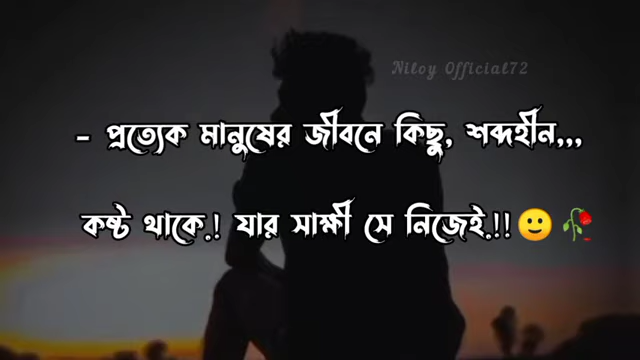 Niloy Official72
- প্রত্যেক মানুষের জীবনে কিছু, শব্দহীন,,,
কষ্ট থাকে.! যার সাক্ষী সে নিজেই.!!🙂🥀